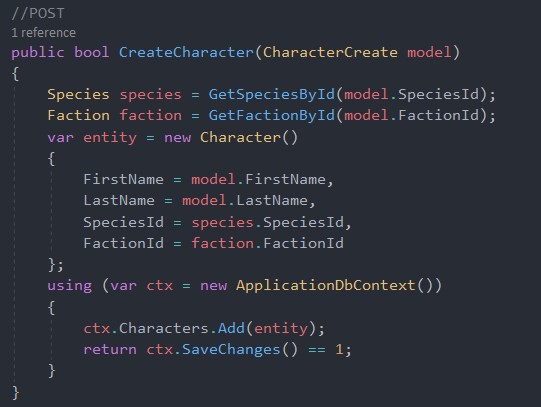 //POST
1 reference
public bool CreateCharacter(CharacterCreate model)
{
    Species species = GetSpeciesById(model.SpeciesId);
    Faction faction = GetFactionById(model.FactionId);
    var entity = new Character()
    {
        FirstName = model.FirstName,
        LastName = model.LastName,
        SpeciesId = species.SpeciesId,
        FactionId = faction.FactionId
    };
    using (var ctx = new ApplicationDbContext())
    {
        ctx.Characters.Add(entity);
        return ctx.SaveChanges() == 1;
    }
}